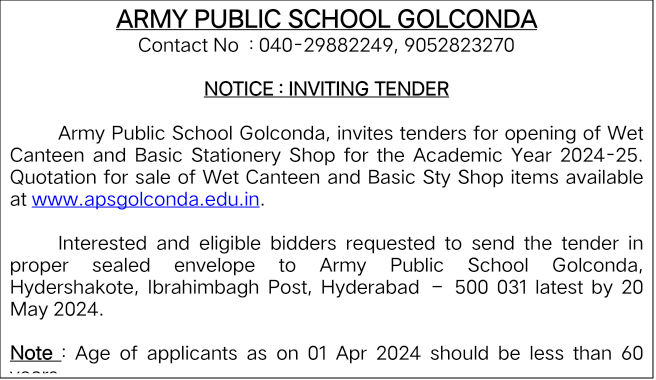 ARMY PUBLIC SCHOOL GOLCONDA
Contact No : 040-29882249, 9052823270
NOTICE : INVITING TENDER
Army Public School Golconda, invites tenders for opening of Wet
Canteen and Basic Stationery Shop for the Academic Year 2024-25.
Quotation for sale of Wet Canteen and Basic Sty Shop items available
at www.apsgolconda.edu.in.
Interested and eligible bidders requested to send the tender in
proper sealed envelope to Army Public School Golconda,
Hydershakote, Ibrahimbagh Post, Hyderabad – 500 031 latest by 20
May 2024.
Note : Age of applicants as on 01 Apr 2024 should be less than 60